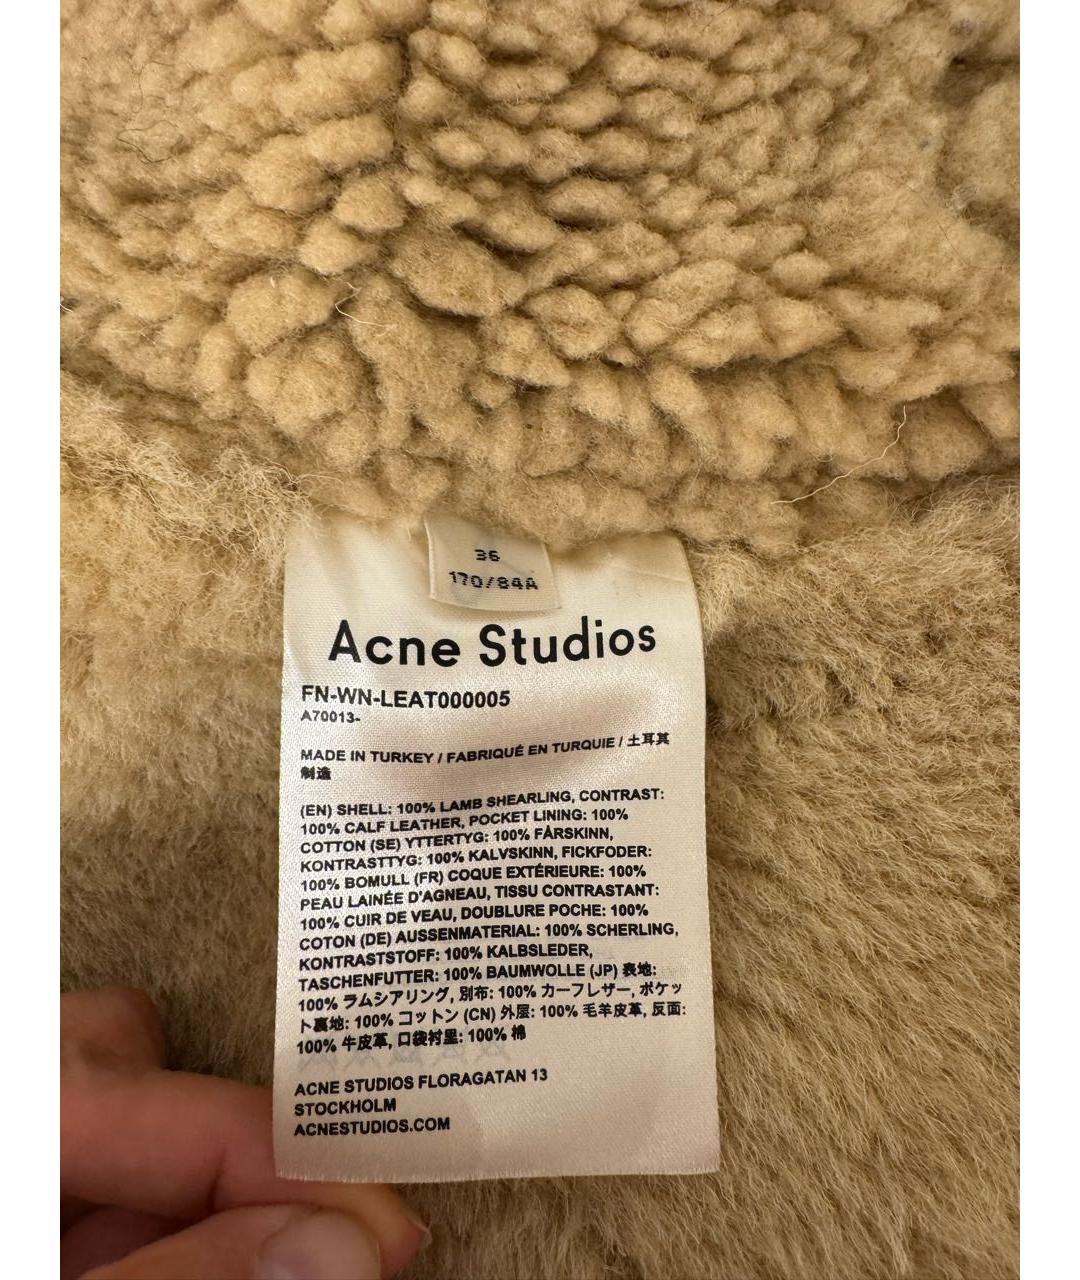 36
170/84A
Acne Studios
FN-WN-LEAT000005
A70013-
MADE IN TURKEY / FABRIQUÉ EN TURQUIE / 土耳其
制造
(EN) SHELL: 100% LAMB SHEARLING, CONTRAST:
100% CALF LEATHER, POCKET LINING: 100%
COTTON (SE) YTTERTYG: 100% FÅRSKINN,
KONTRASTTYG: 100% KALVSKINN, FICKFODER:
100% BOMULL (FR) COQUE EXTÉRIEURE: 100%
PEAU LAINÉE D'AGNEAU, TISSU CONTRASTANT:
100% CUIR DE VEAU, DOUBLURE POCHE: 100%
COTON (DE) AUSSENMATERIAL: 100% SCHERLING,
KONTRASTSTOFF: 100% KALBSLEDER,
TASCHENFUTTER: 100% BAUMWOLLE (JP) 表地:
100% ラムシアリング, 別布: 100% カーフレザー, ポケッ
ト裏地: 100% コットン (CN) 外层: 100% 毛羊皮革, 反面:
100% 牛皮革, 口袋衬里: 100% 棉
ACNE STUDIOS FLORAGATAN 13
STOCKHOLM
ACNESTUDIOS.COM